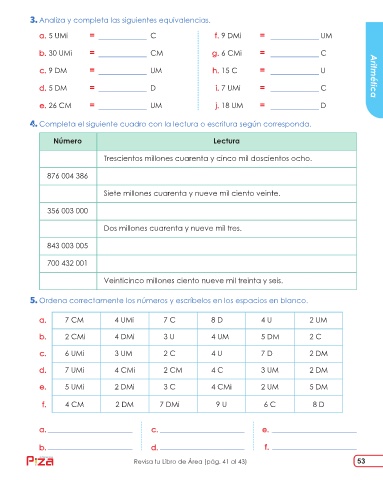 3. Analiza y completa las siguientes equivalencias.
a. 5 UMi = ____________ C
f. 9 DMi = ____________ UM
b. 30 UMi = ____________ CM
g. 6 CMi = ____________ C
c. 9 DM = ____________ UM
h. 15 C = ____________ U
d. 5 DM = ____________ D
i. 7 UMi = ____________ C
e. 26 CM = ____________ UM
j. 18 UM = ____________ D
Aritmética
4. Completa el siguiente cuadro con la lectura o escritura según corresponda.
Número Lectura
Trescientos millones cuarenta y cinco mil doscientos ocho.
876 004 386
Siete millones cuarenta y nueve mil ciento veinte.
356 003 000
Dos millones cuarenta y nueve mil tres.
843 003 005
700 432 001
Veinticinco millones ciento nueve mil treinta y seis.
5. Ordena correctamente los números y escríbelos en los espacios en blanco.
a. 7 CM 4 UMi 7 C 8 D 4 U 2 UM
b. 2 CMi 4 DMi 3 U 4 UM 5 DM 2 C
c. 6 UMi 3 UM 2 C 4 U 7 D 2 DM
d. 7 UMi 4 CMi 2 CM 4 C 3 UM 2 DM
e. 5 UMi 2 DMi 3 C 4 CMi 2 UM 5 DM
f. 4 CM 2 DM 7 DMi 9 U 6 C 8 D
a. ____________ c. ____________ e. ____________
b. ____________ d. ____________ f. ____________
Piza
Revisa tu Libro de Área (pág. 41 al 43)
53